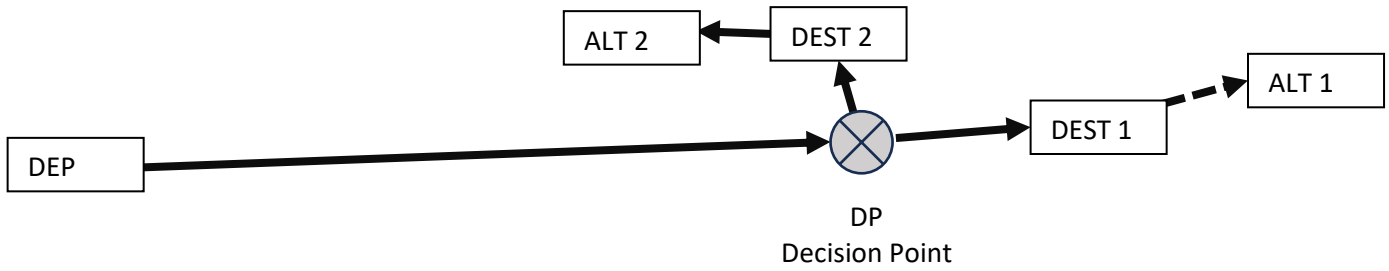 ALT 2
DEST 2
ALT 1
DEST 1
DEP
DP
Decision Point